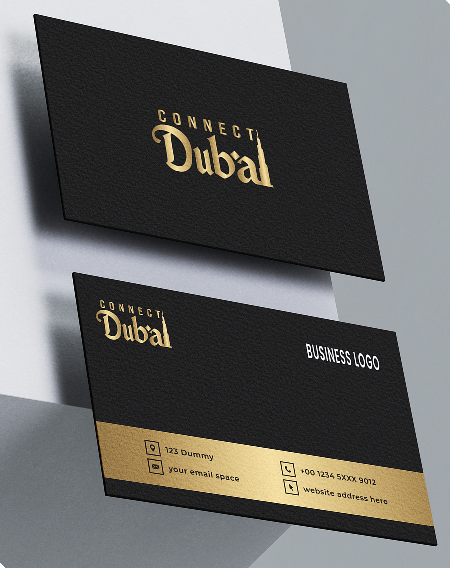 CONNECT
Dubai
CONNECT
Dubai
BUSINESS LOGO
123 Dummy
your email space
+00 1234 5XXX 9012
website address here